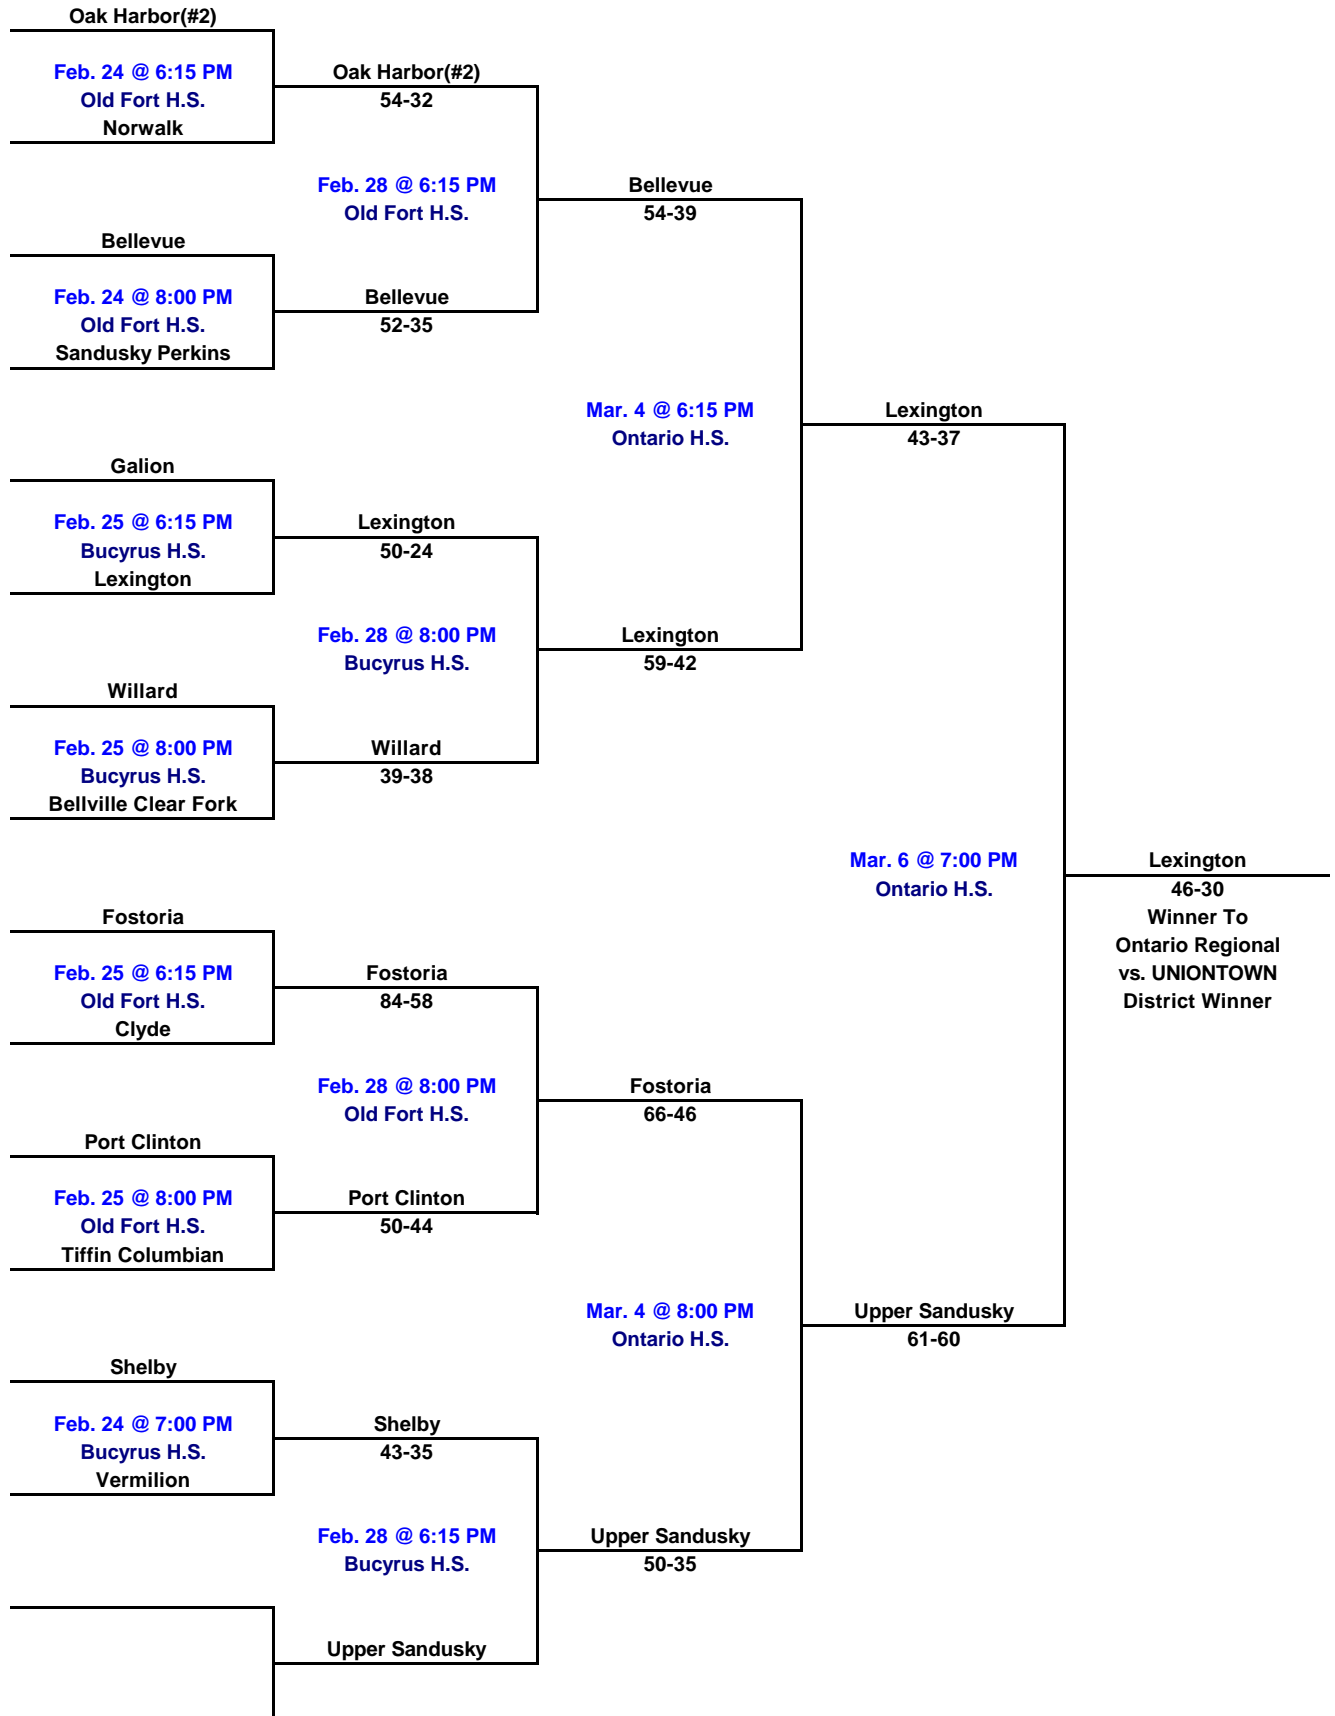 Oak Harbor(#2)
Feb. 24 @ 6:15 PM
Old Fort H.S.
Norwalk
Oak Harbor(#2)
54-32
Feb. 28 @ 6:15 PM
Old Fort H.S.
Bellevue
54-39
Bellevue
Feb. 24 @ 8:00 PM
Old Fort H.S.
Sandusky Perkins
Bellevue
52-35
Mar. 4 @ 6:15 PM
Ontario H.S.
Lexington
43-37
Galion
Feb. 25 @ 6:15 PM
Bucyrus H.S.
Lexington
Lexington
50-24
Feb. 28 @ 8:00 PM
Bucyrus H.S.
Lexington
59-42
Willard
Feb. 25 @ 8:00 PM
Bucyrus H.S.
Bellville Clear Fork
Willard
39-38
Mar. 6 @ 7:00 PM
Ontario H.S.
Lexington
46-30
Winner To
Ontario Regional
vs. UNIONTOWN
District Winner
Fostoria
Feb. 25 @ 6:15 PM
Old Fort H.S.
Clyde
Fostoria
84-58
Feb. 28 @ 8:00 PM
Old Fort H.S.
Fostoria
66-46
Port Clinton
Feb. 25 @ 8:00 PM
Old Fort H.S.
Tiffin Columbian
Port Clinton
50-44
Mar. 4 @ 8:00 PM
Ontario H.S.
Upper Sandusky
61-60
Shelby
Feb. 24 @ 7:00 PM
Bucyrus H.S.
Vermilion
Shelby
43-35
Feb. 28 @ 6:15 PM
Bucyrus H.S.
Upper Sandusky
50-35
Upper Sandusky